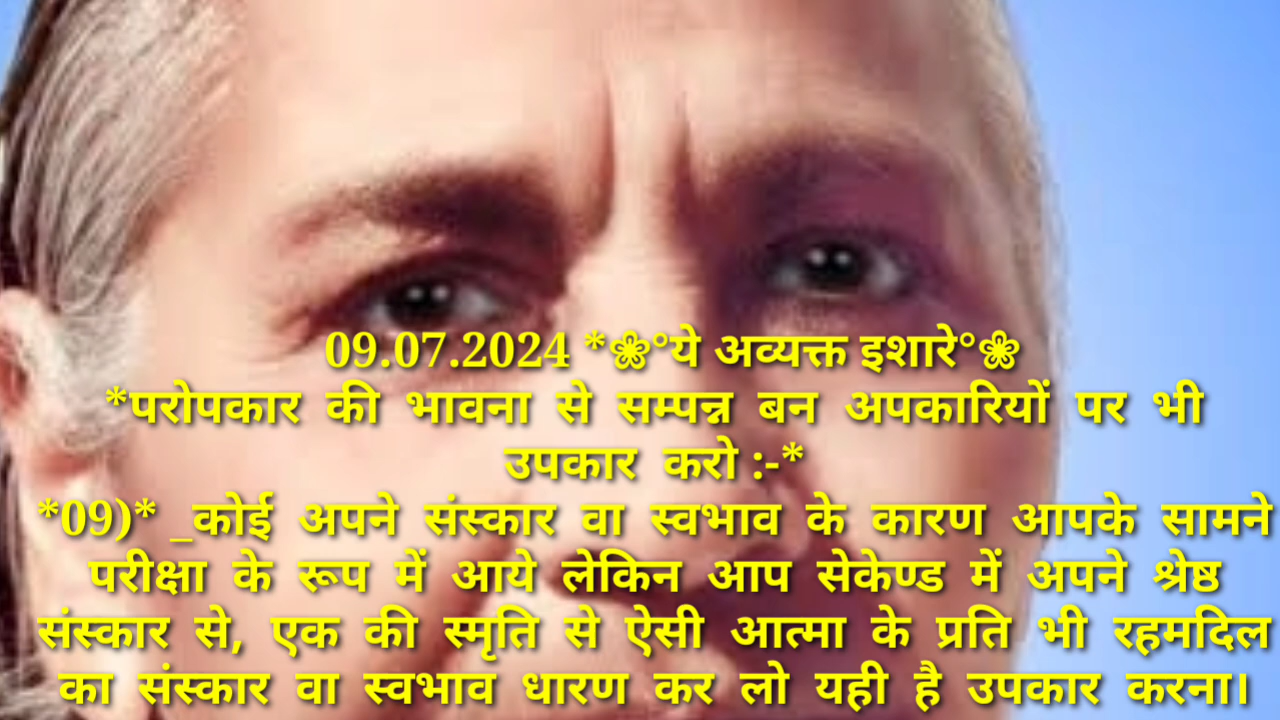 09.07.2024 *❀°ये अव्यक्त इशारे°❀
*परोपकार की भावना से सम्पन्न बन अपकारियों पर भी
उपकार करो :-*
*09)* _कोई अपने संस्कार वा स्वभाव के कारण आपके सामने
परीक्षा के रूप में आये लेकिन आप सेकेण्ड में अपने श्रेष्ठ
संस्कार से, एक की स्मृति से ऐसी आत्मा के प्रति भी रहमदिल
का संस्कार वा स्वभाव धारण कर लो यही है उपकार करना।